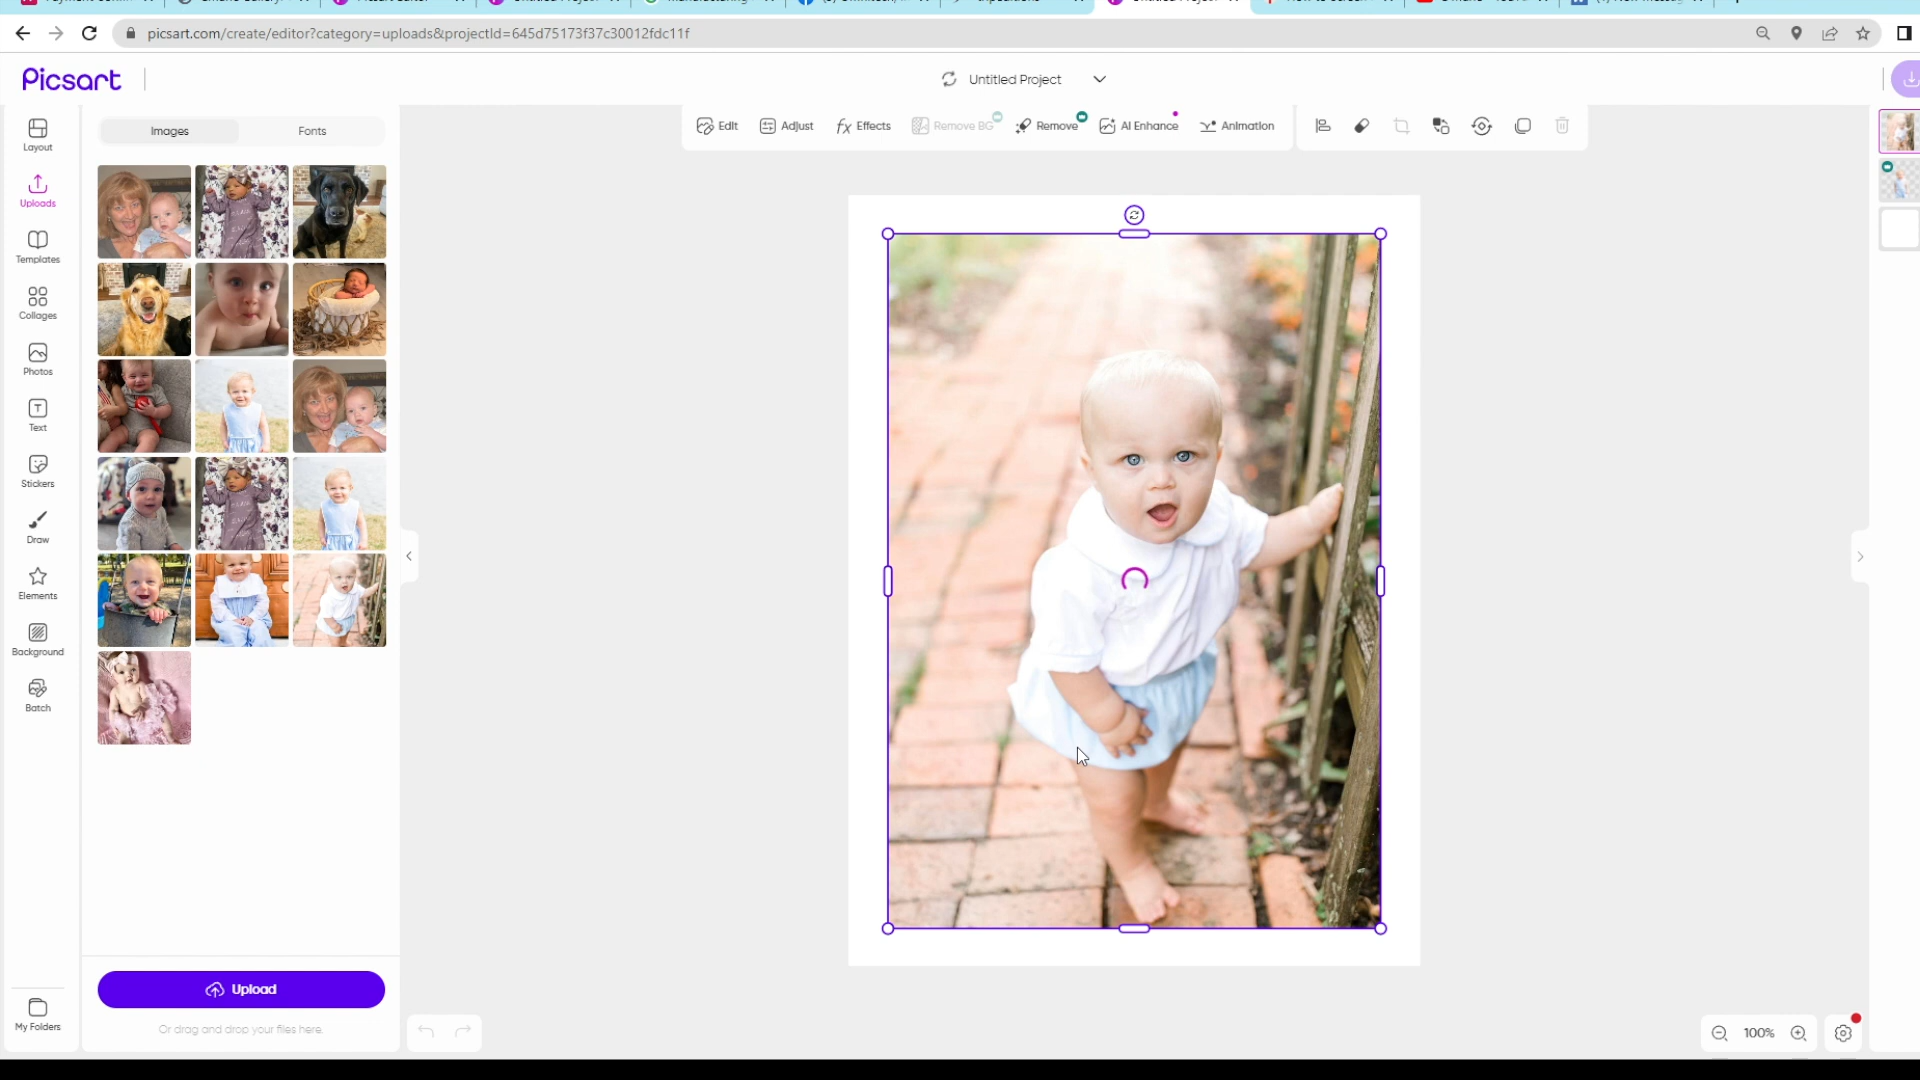 picsart.com/create/editor?category=uploads&projectId=645d75173f37c30012fdc11f
Picsart
Untitled Project
Edit
Adjust
fx Effects
Remove BG
Remove
AI Enhance
Animation
Images
Fonts
Layout
Uploads
Templates
Collages
Photos
T
Text
Stickers
Draw
Elements
Background
Batch
My Folders
Upload
Or drag and drop your files here.
100%